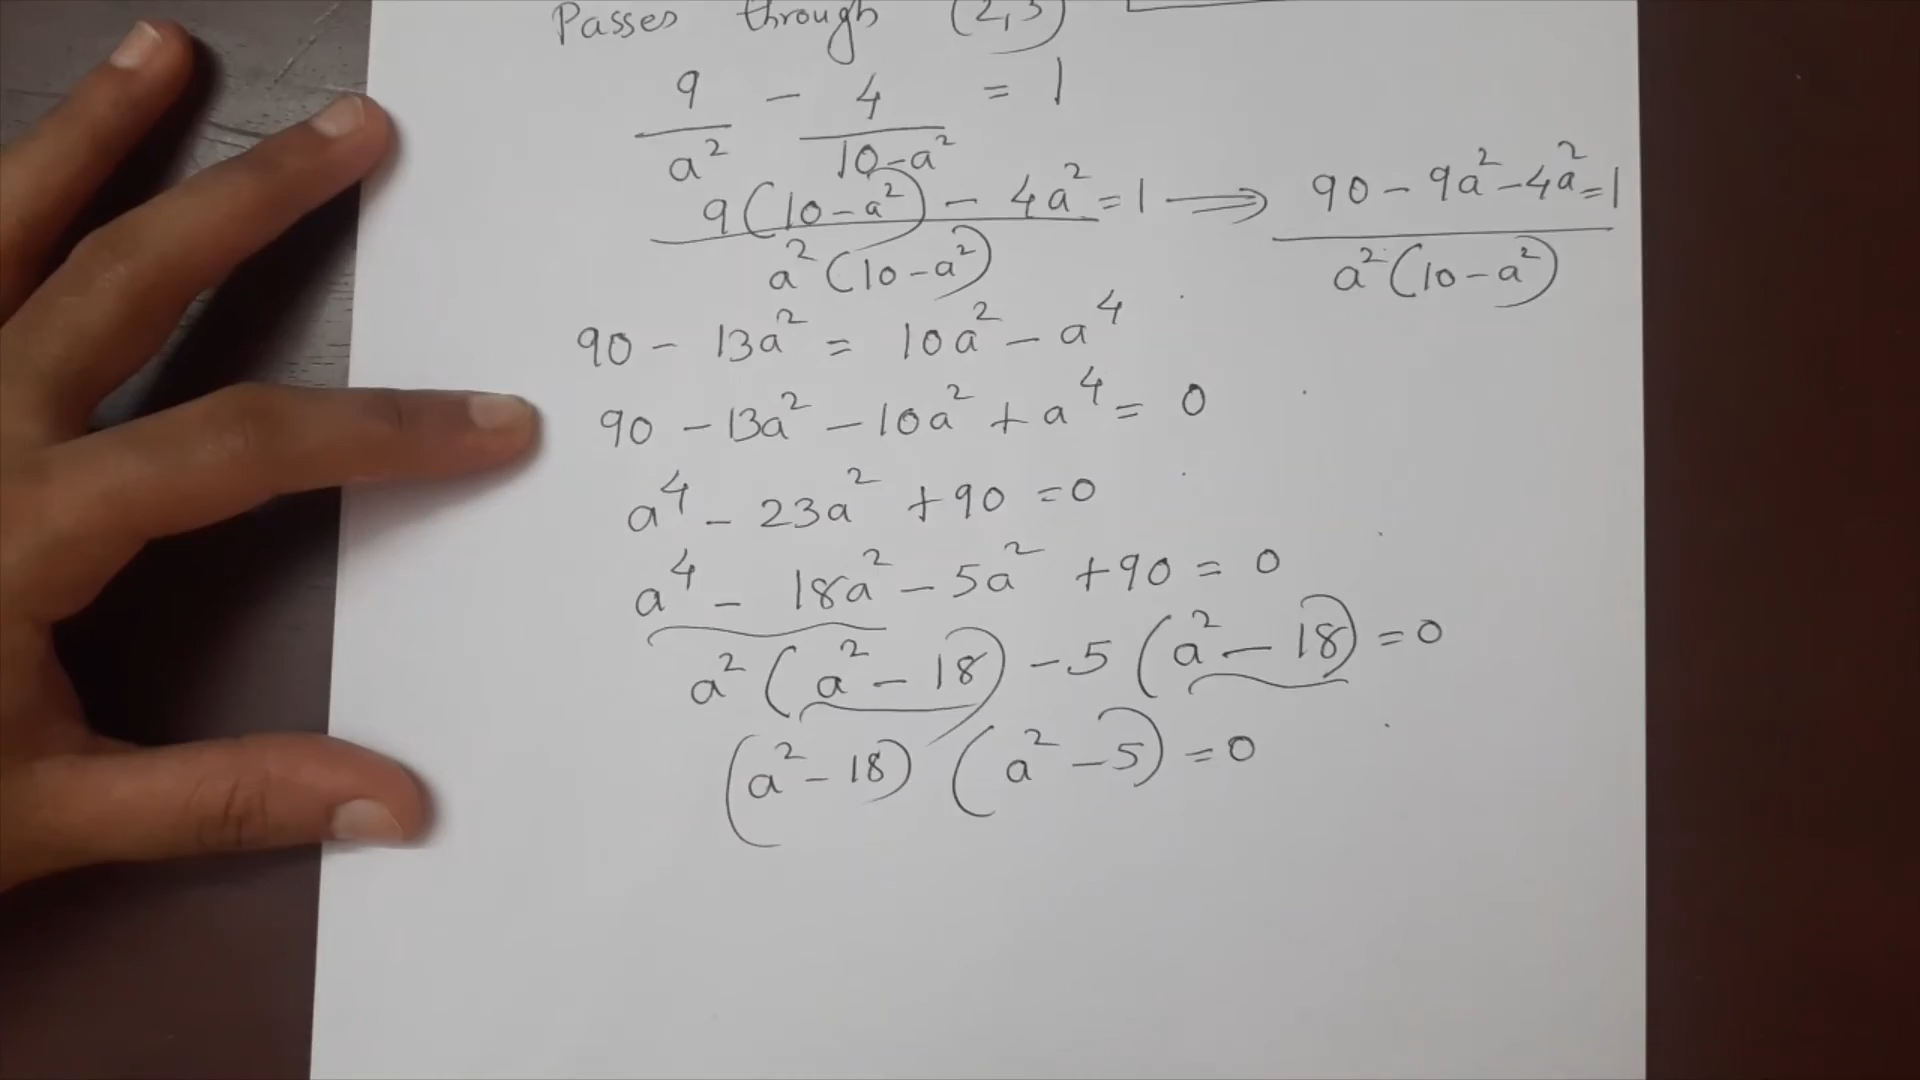 Passes through (2,3)
9/a² - 4/(10-a²) = 1
(9(10-a²) - 4a²)/(a²(10-a²)) = 1 ⟹ (90 - 9a² - 4a²)/(a²(10-a²)) = 1
90 - 13a² = 10a² - a⁴
90 - 13a² - 10a² + a⁴ = 0
a⁴ - 23a² + 90 = 0
a⁴ - 18a² - 5a² + 90 = 0
a²(a² - 18) - 5(a² - 18) = 0
(a² - 18)(a² - 5) = 0